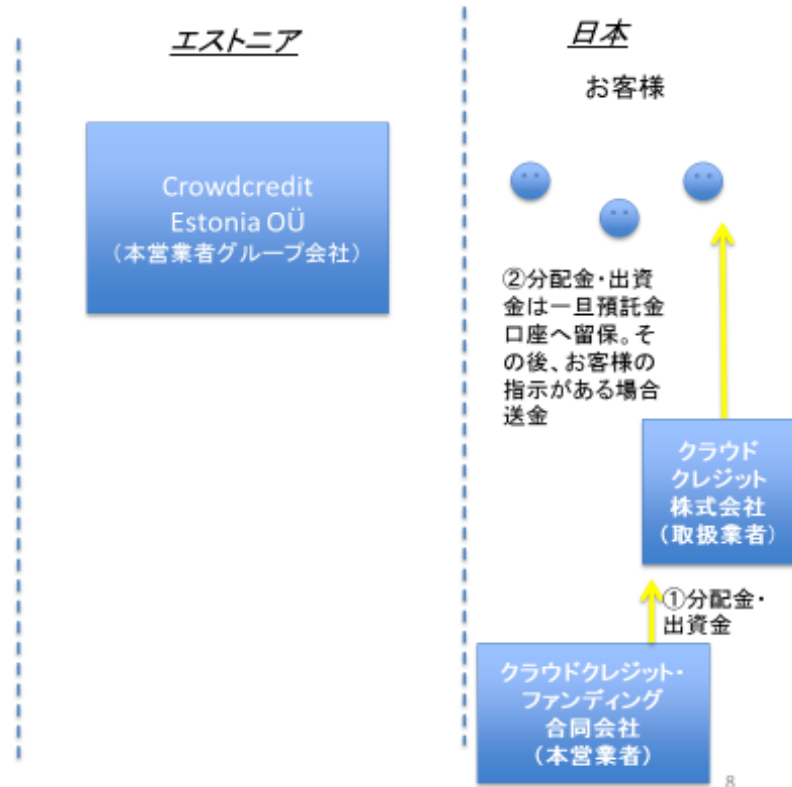 エストニア
日本
お客様
Crowdcredit
Estonia OÜ
（本営業者グループ会社）
②分配金・出資
金は一旦預託金
口座へ留保。そ
の後、お客様の
指示がある場合
送金
クラウド
クレジット
株式会社
（取扱業者）
①分配金・
出資金
クラウドクレジット・
ファンディング
合同会社
（本営業者）
8